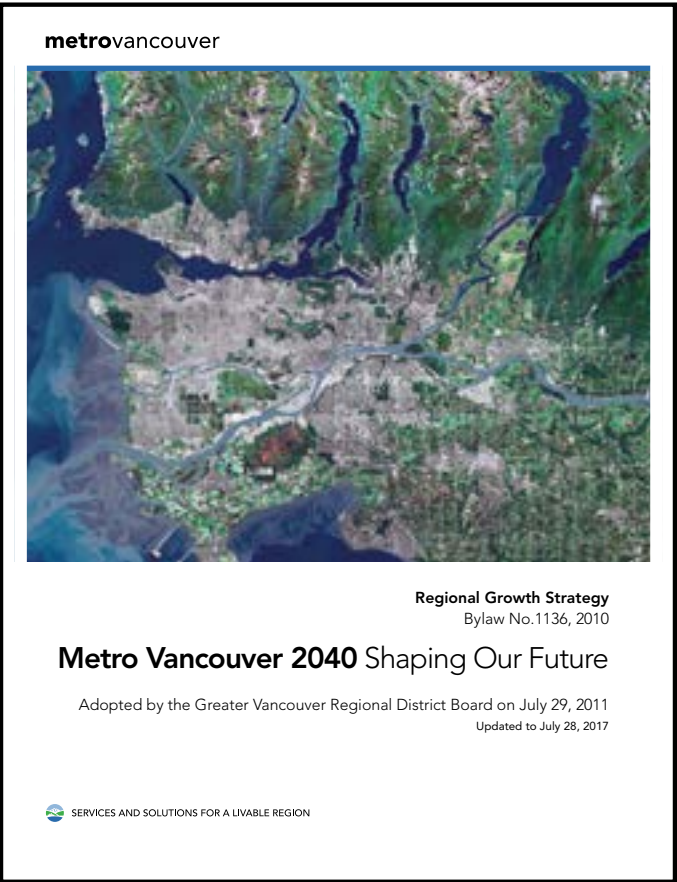 metrovancouver
Regional Growth Strategy
Bylaw No.1136, 2010
Metro Vancouver 2040 Shaping Our Future
Adopted by the Greater Vancouver Regional District Board on July 29, 2011
Updated to July 28, 2017
SERVICES AND SOLUTIONS FOR A LIVABLE REGION